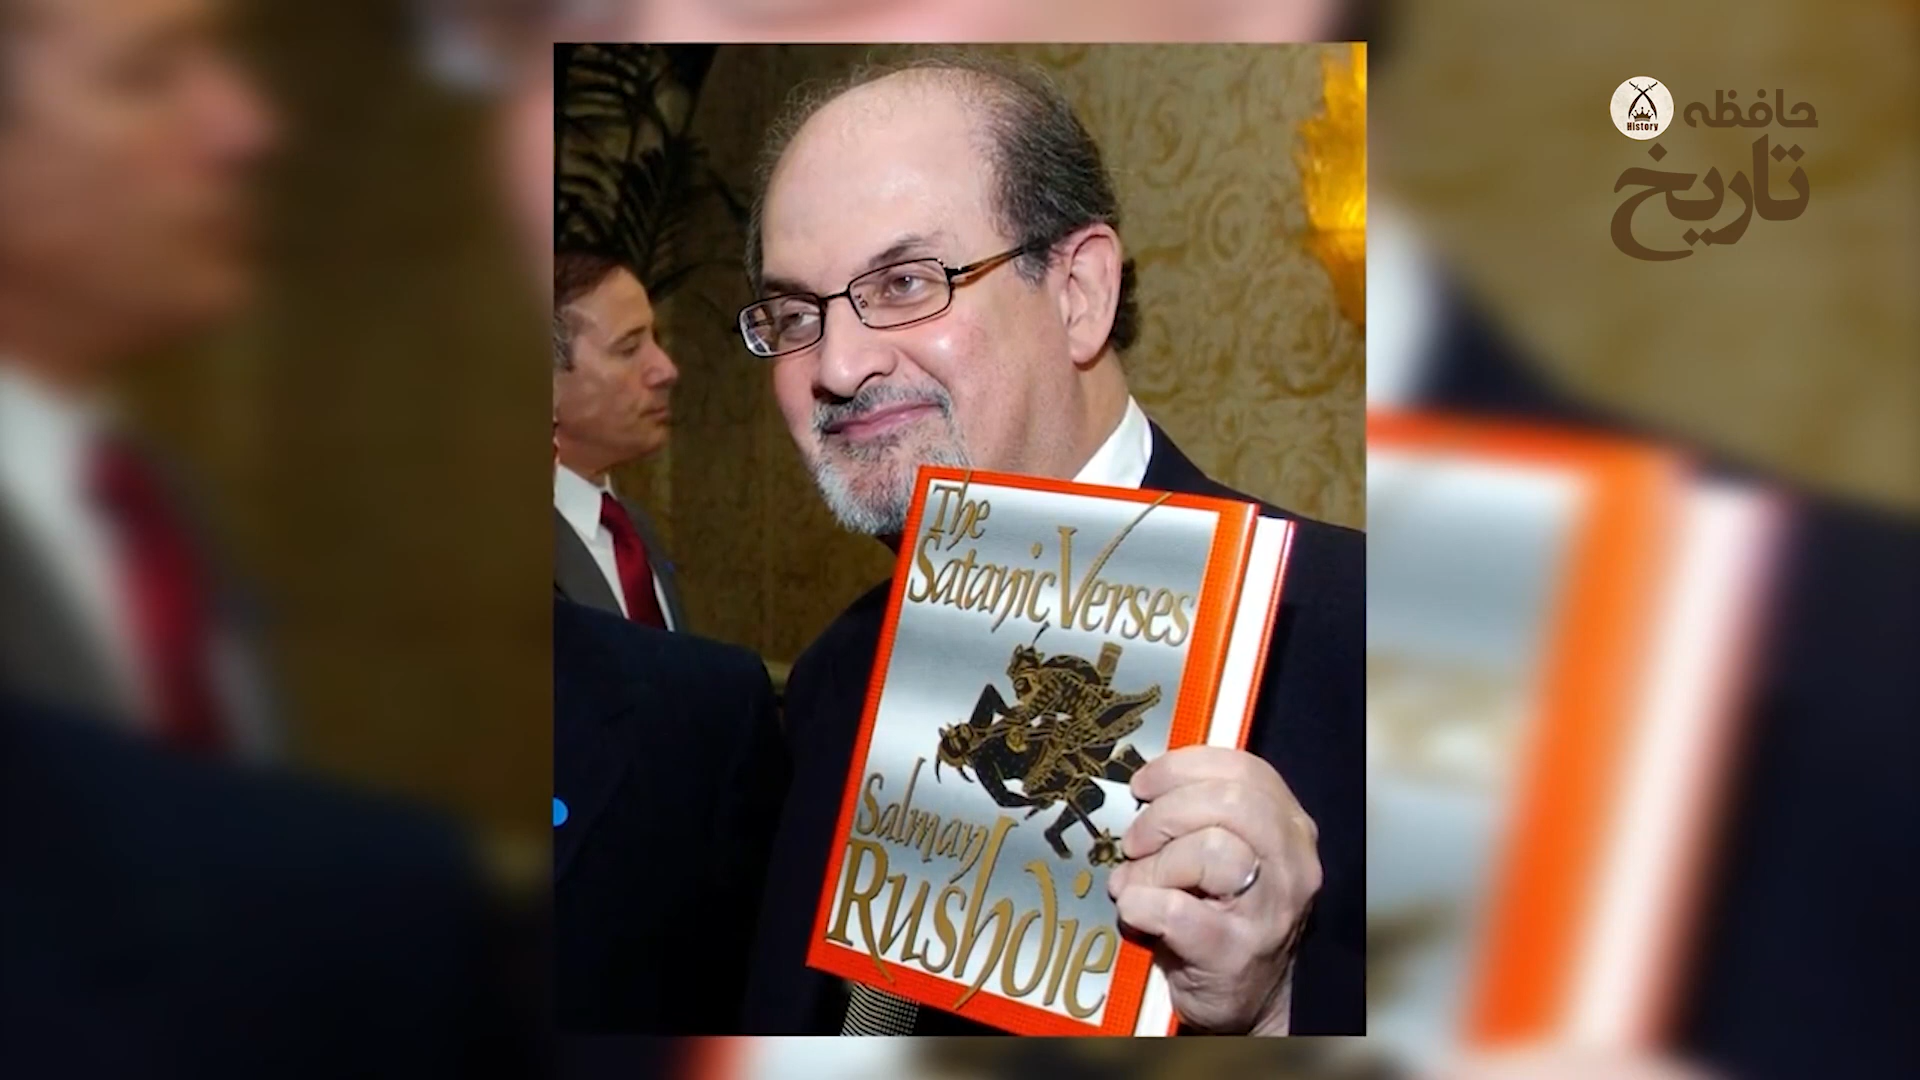 The
Satanic Verses
Salman
Rushdie
حافظه
تاریخ
History